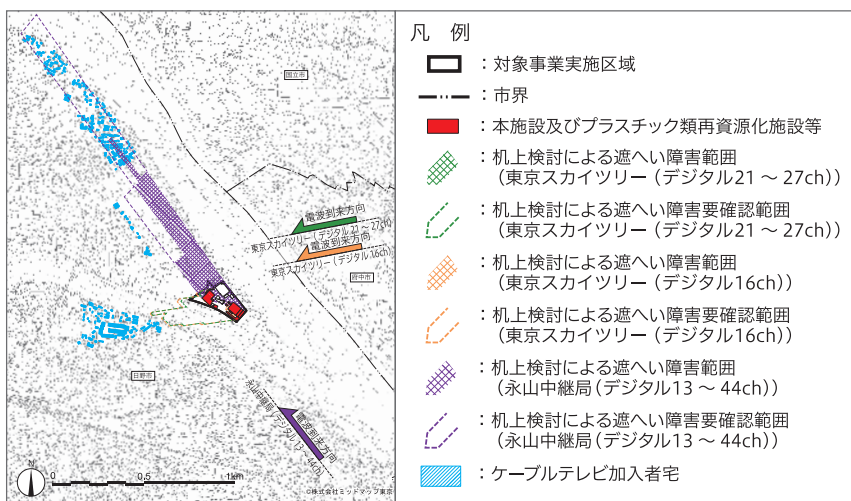 国立市
電波到来方向
東京スカイツリー(デジタル21～27ch)
電波到来方向
東京スカイツリー(デジタル16ch)
府中市
日野市
電波到来方向
永山中継局(デジタル13～44ch)
N
0 0.5 1km
©株式会社ミッドマップ東京
凡 例
：対象事業実施区域
：市界
：本施設及びプラスチック類再資源化施設等
：机上検討による遮へい障害範囲
（東京スカイツリー（デジタル21 ～ 27ch））
：机上検討による遮へい障害要確認範囲
（東京スカイツリー（デジタル21 ～ 27ch））
：机上検討による遮へい障害範囲
（東京スカイツリー（デジタル16ch））
：机上検討による遮へい障害要確認範囲
（東京スカイツリー（デジタル16ch））
：机上検討による遮へい障害範囲
（永山中継局（デジタル13 ～ 44ch））
：机上検討による遮へい障害要確認範囲
（永山中継局（デジタル13 ～ 44ch））
：ケーブルテレビ加入者宅